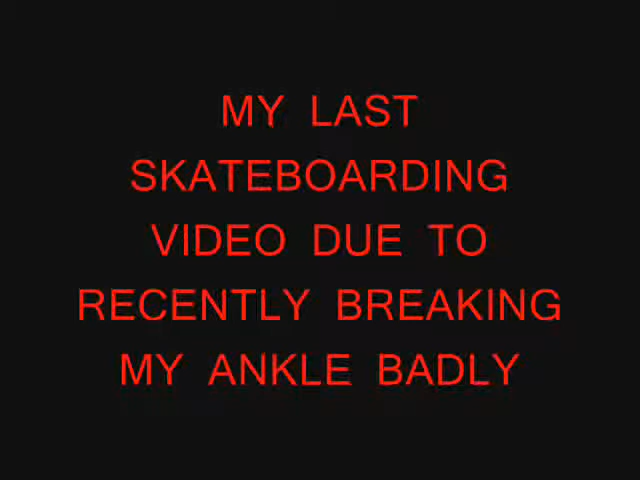 MY LAST
SKATEBOARDING
VIDEO DUE TO
RECENTLY BREAKING
MY ANKLE BADLY